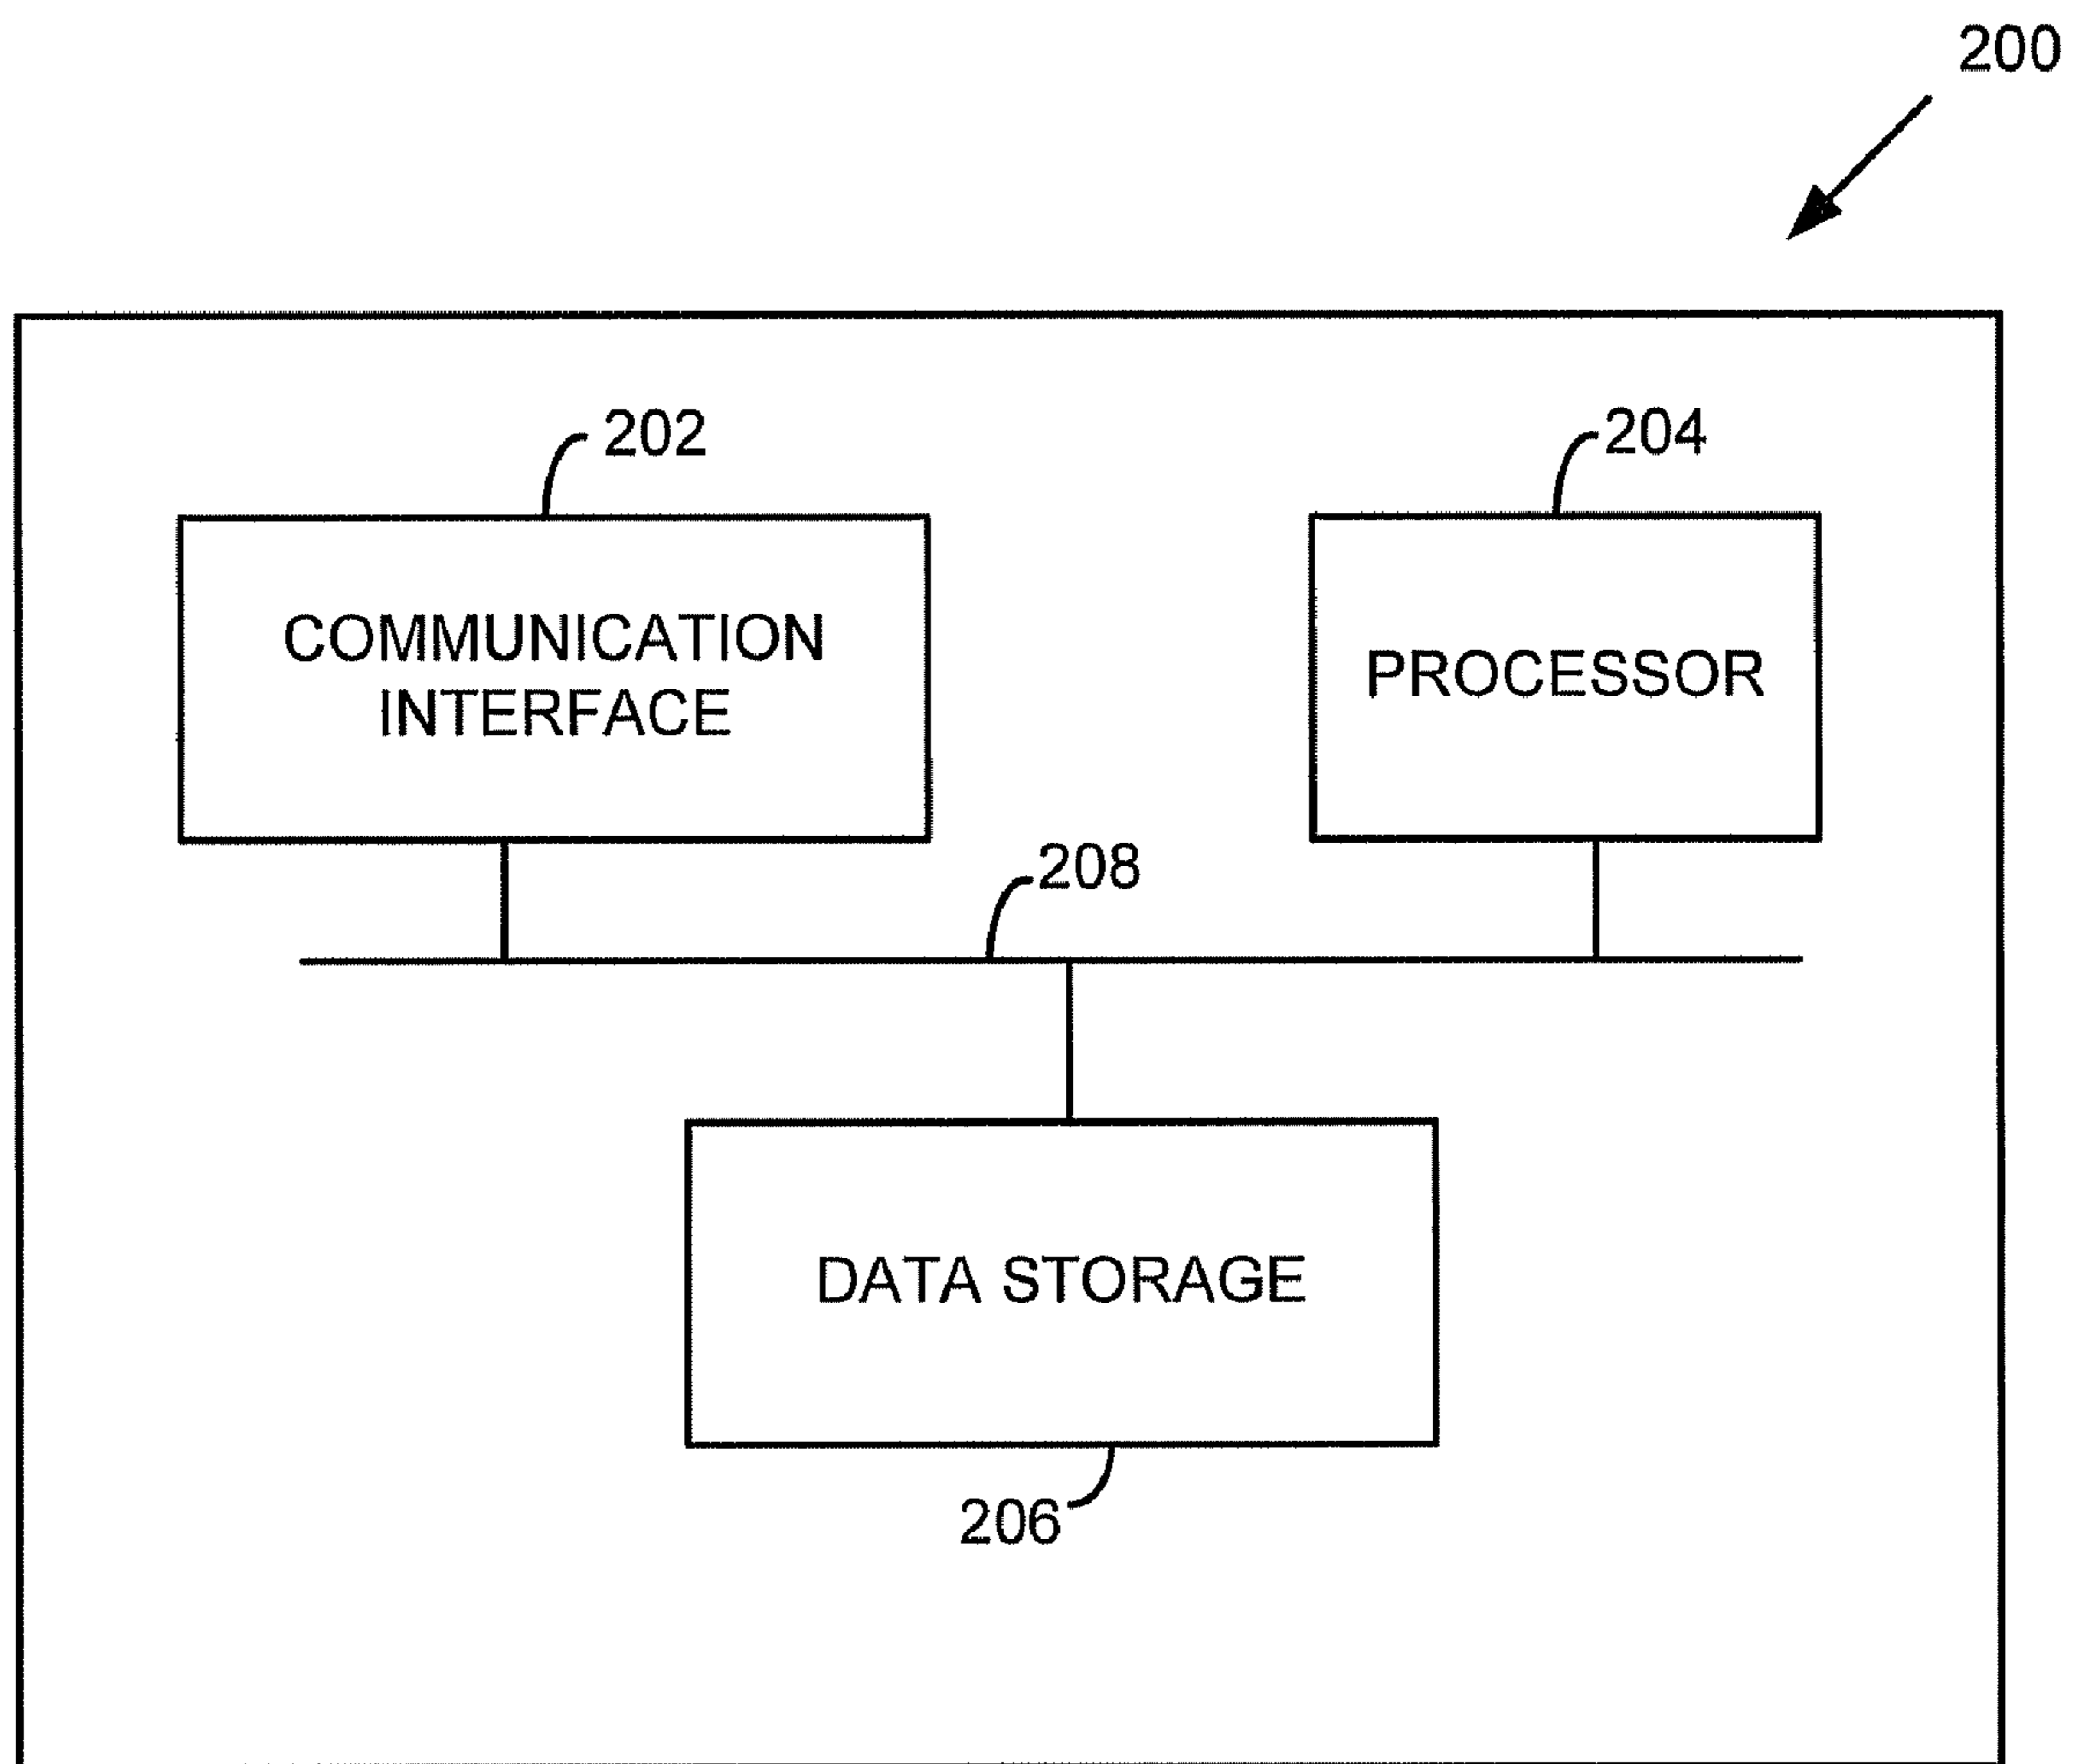 200
202
204
COMMUNICATION
INTERFACE
PROCESSOR
208
DATA STORAGE
206